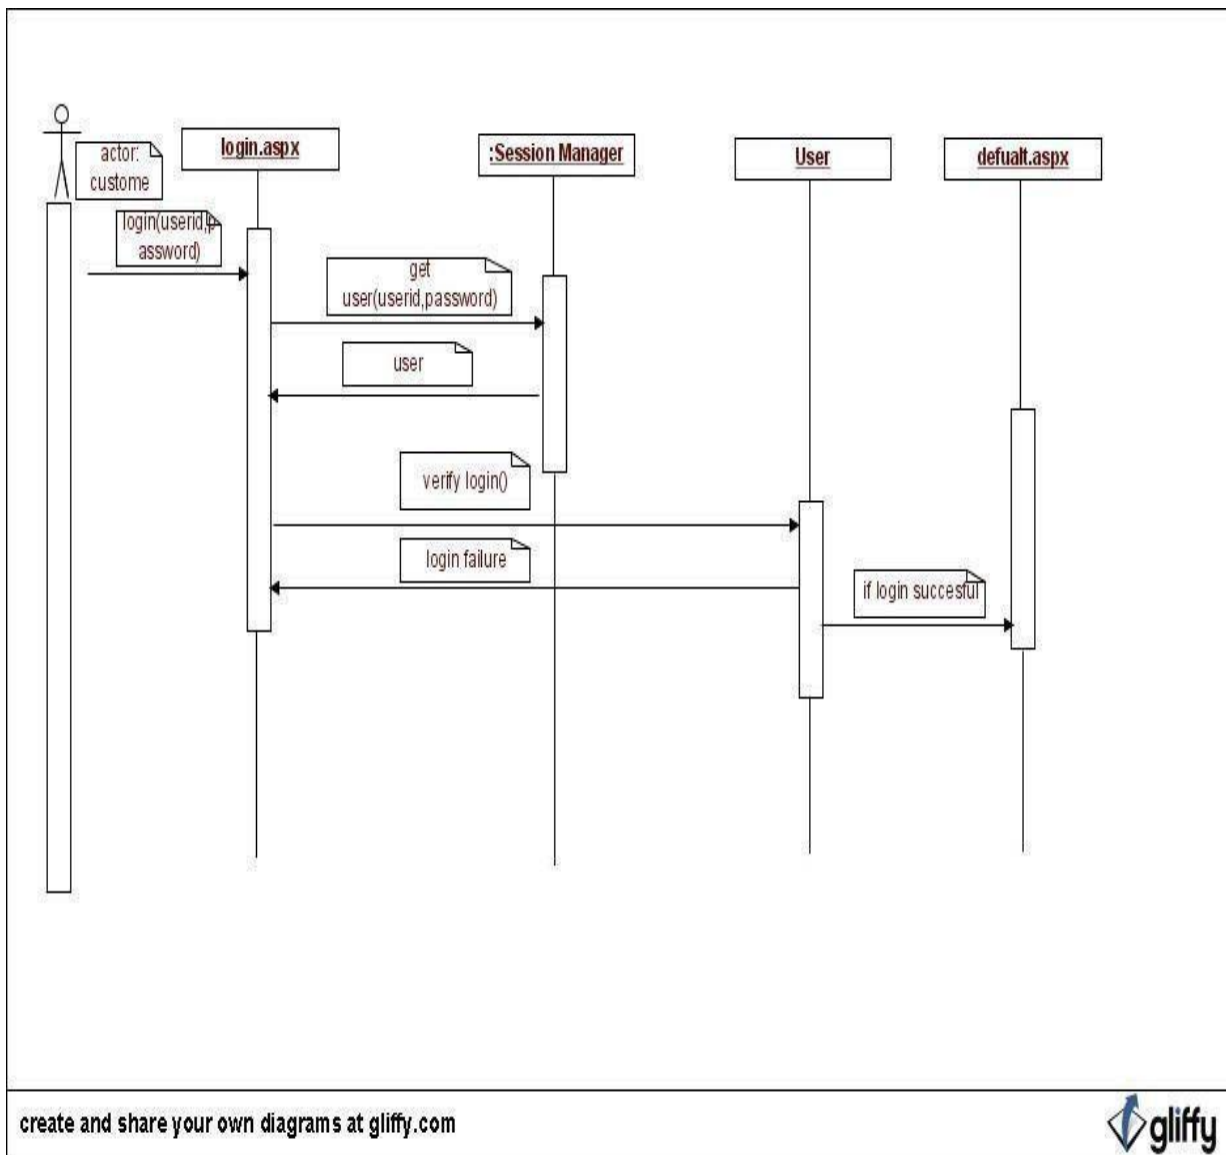 actor:
custome
login.aspx
:Session Manager
User
defualt.aspx
login(userid,p
assword)
get
user(userid,password)
user
verify login()
login failure
if login succesful
create and share your own diagrams at gliffy.com
gliffy